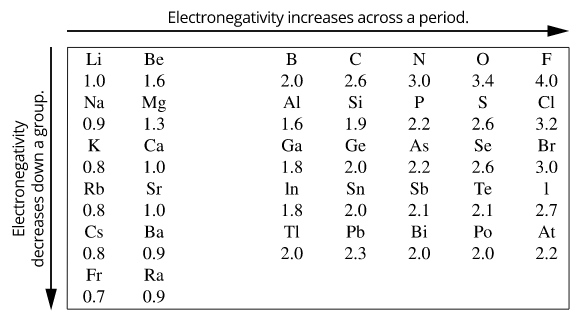 Electronegativity increases across a period.
Electronegativity
decreases down a group.
Li Be B C N O F
1.0 1.6 2.0 2.6 3.0 3.4 4.0
Na Mg Al Si P S Cl
0.9 1.3 1.6 1.9 2.2 2.6 3.2
K Ca Ga Ge As Se Br
0.8 1.0 1.8 2.0 2.2 2.6 3.0
Rb Sr In Sn Sb Te l
0.8 1.0 1.8 2.0 2.1 2.1 2.7
Cs Ba Tl Pb Bi Po At
0.8 0.9 2.0 2.3 2.0 2.0 2.2
Fr Ra
0.7 0.9